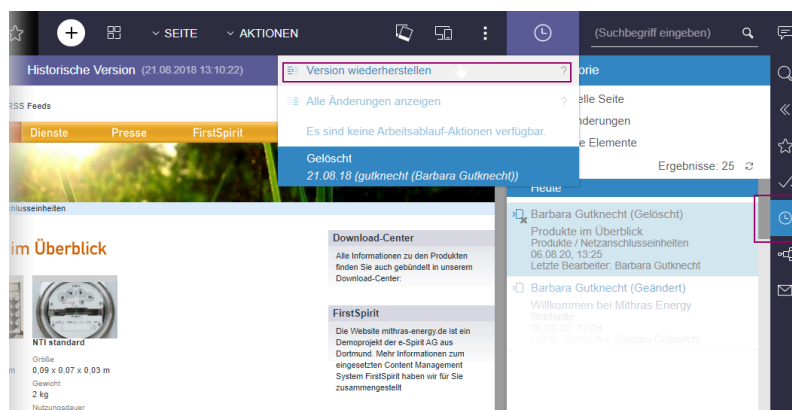 SEITE
AKTIONEN
(Suchbegriff eingeben)
Historische Version (21.08.2018 13:10:22)
Version wiederherstellen ?
Alle Änderungen anzeigen ?
Es sind keine Arbeitsablauf-Aktionen verfügbar.
Gelöscht
21.08.18 (gutknecht (Barbara Gutknecht))
orie
elle Seite
nderungen
e Elemente
Ergebnisse: 25
Heute
Barbara Gutknecht (Gelöscht)
Produkte im Überblick
Produkte / Netzanschlusseinheiten
06.08.20, 13:25
Letzte Bearbeiter: Barbara Gutknecht
Barbara Gutknecht (Geändert)
Willkommen bei Mithras Energy
Startseite
06.08.20, 12:04
Letzte Bearbeiter: Barbara Gutknecht
RSS Feeds
Dienste
Presse
FirstSpirit
chlusseinheiten
im Überblick
NTI standard
Größe
m
0,09 x 0,07 x 0,03 m
Gewicht
2 kg
Nutzungsdauer
Download-Center
Alle Informationen zu den Produkten
finden Sie auch gebündelt in unserem
Download-Center:
FirstSpirit
Die Website mithras-energy.de ist ein
Demoprojekt der e-Spirit AG aus
Dortmund. Mehr Informationen zum
eingesetzten Content Management
System FirstSpirit haben wir für Sie
zusammengestellt